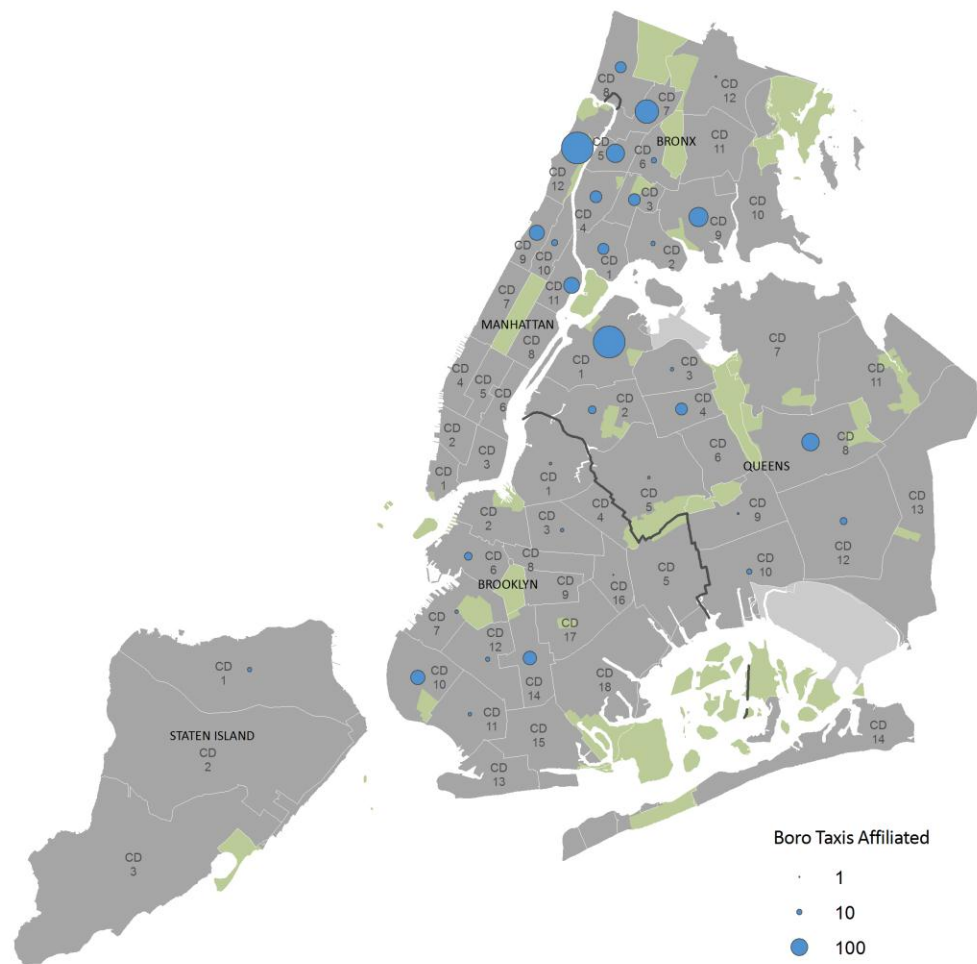 CD
8
CD
7
CD
12
CD
5
BRONX
CD
6
CD
11
CD
12
CD
3
CD
4
CD
9
CD
10
CD
9
CD
10
CD
1
CD
2
CD
7
CD
11
MANHATTAN
CD
8
CD
1
CD
3
CD
7
CD
11
CD
4
CD
5
CD
6
CD
2
CD
4
CD
8
CD
2
CD
3
CD
6
QUEENS
CD
1
CD
1
CD
5
CD
2
CD
3
CD
4
CD
9
CD
13
CD
12
CD
6
CD
8
BROOKLYN
CD
9
CD
16
CD
5
CD
10
CD
7
CD
12
CD
17
CD
10
CD
14
CD
18
CD
11
CD
15
CD
13
CD
14
CD
1
STATEN ISLAND
CD
2
CD
3
Boro Taxis Affiliated
1
10
100